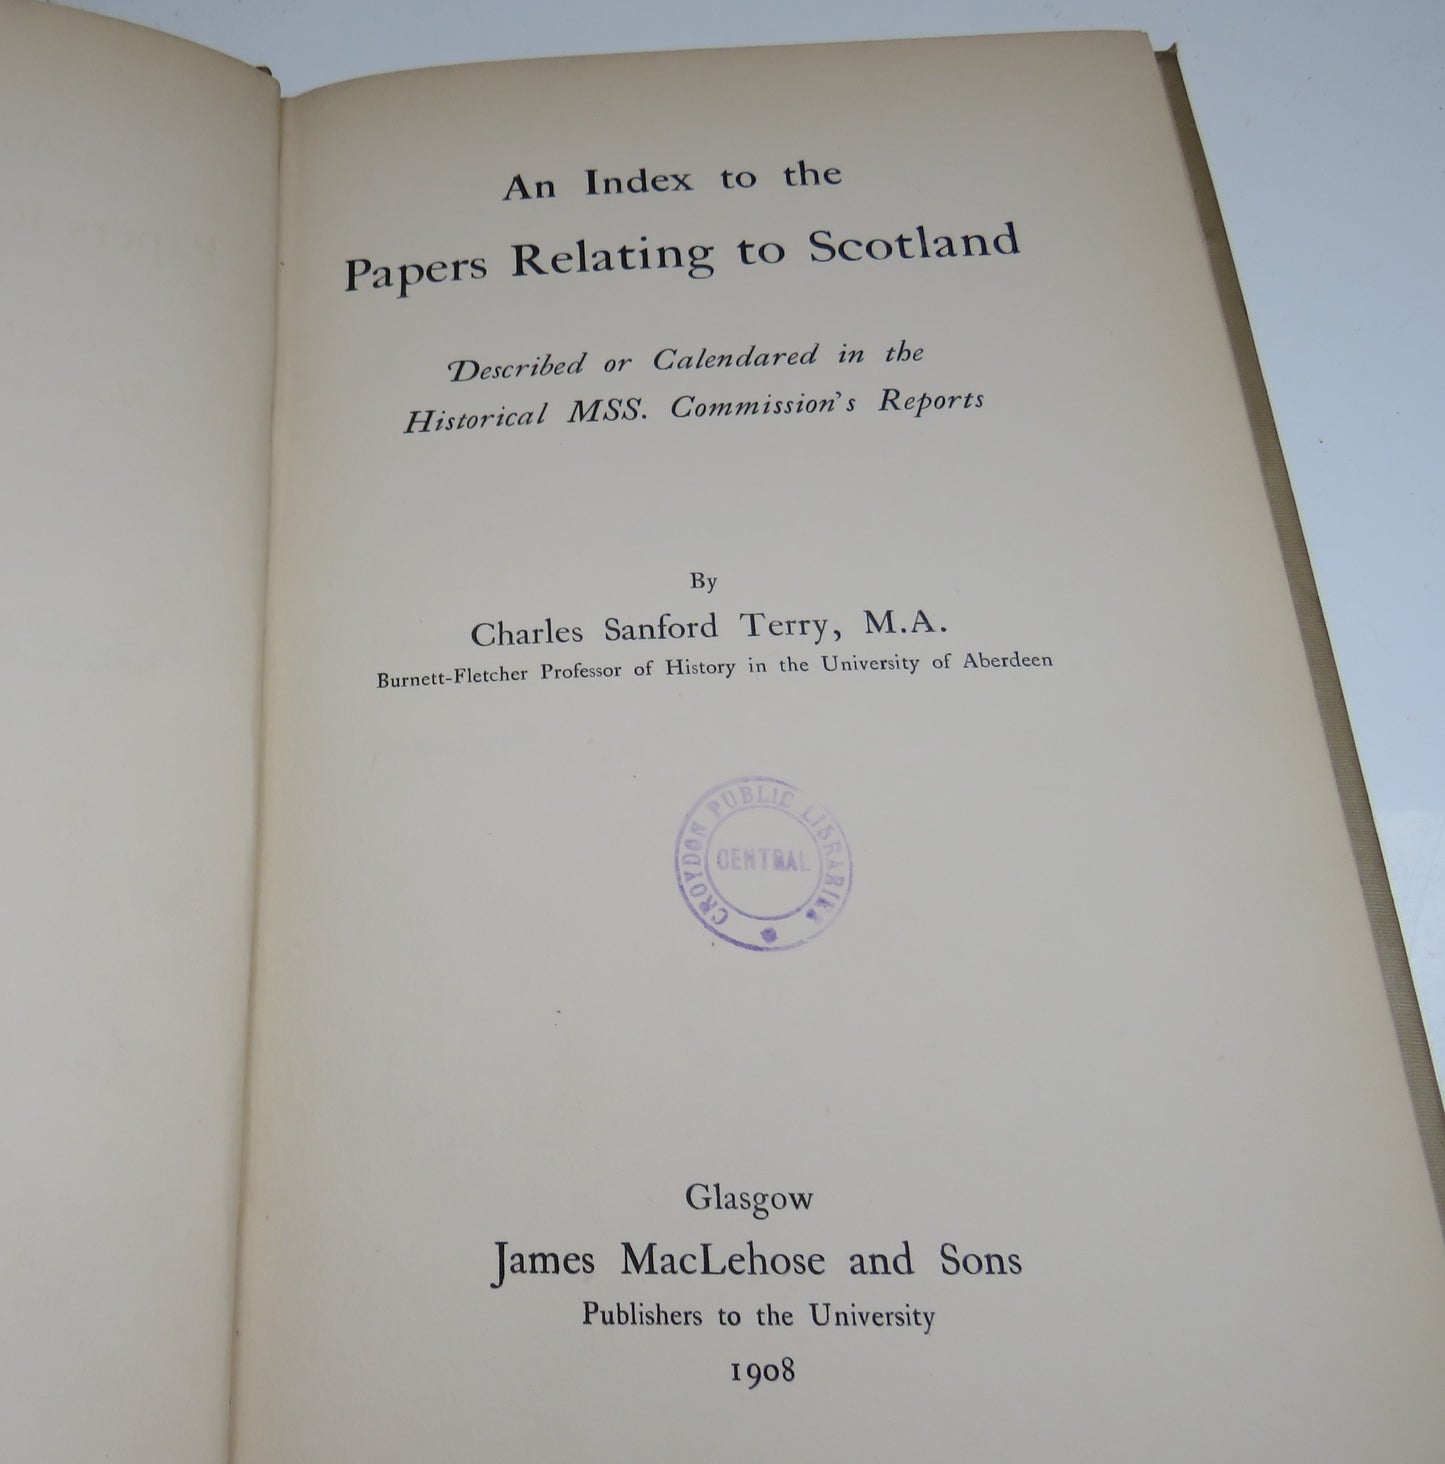 An Index to the
Papers Relating to Scotland
Described or Calendared in the
Historical MSS. Commission's Reports
By
Charles Sanford Terry, M.A.
Burnett-Fletcher Professor of History in the University of Aberdeen
CROYDON PUBLIC LIBRARIES
CENTRAL
Glasgow
James MacLehose and Sons
Publishers to the University
1908